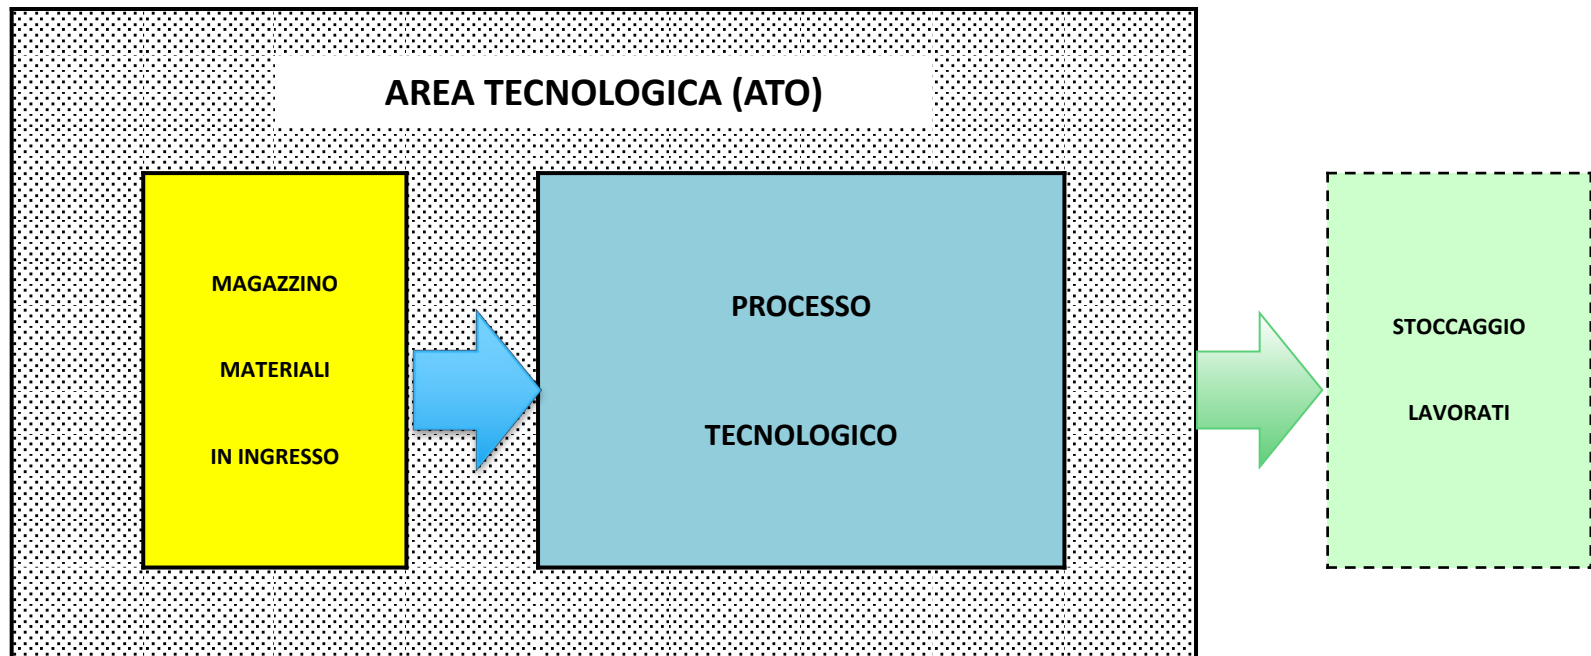 AREA TECNOLOGICA (ATO)
MAGAZZINO
MATERIALI
IN INGRESSO
PROCESSO
TECNOLOGICO
STOCCAGGIO
LAVORATI